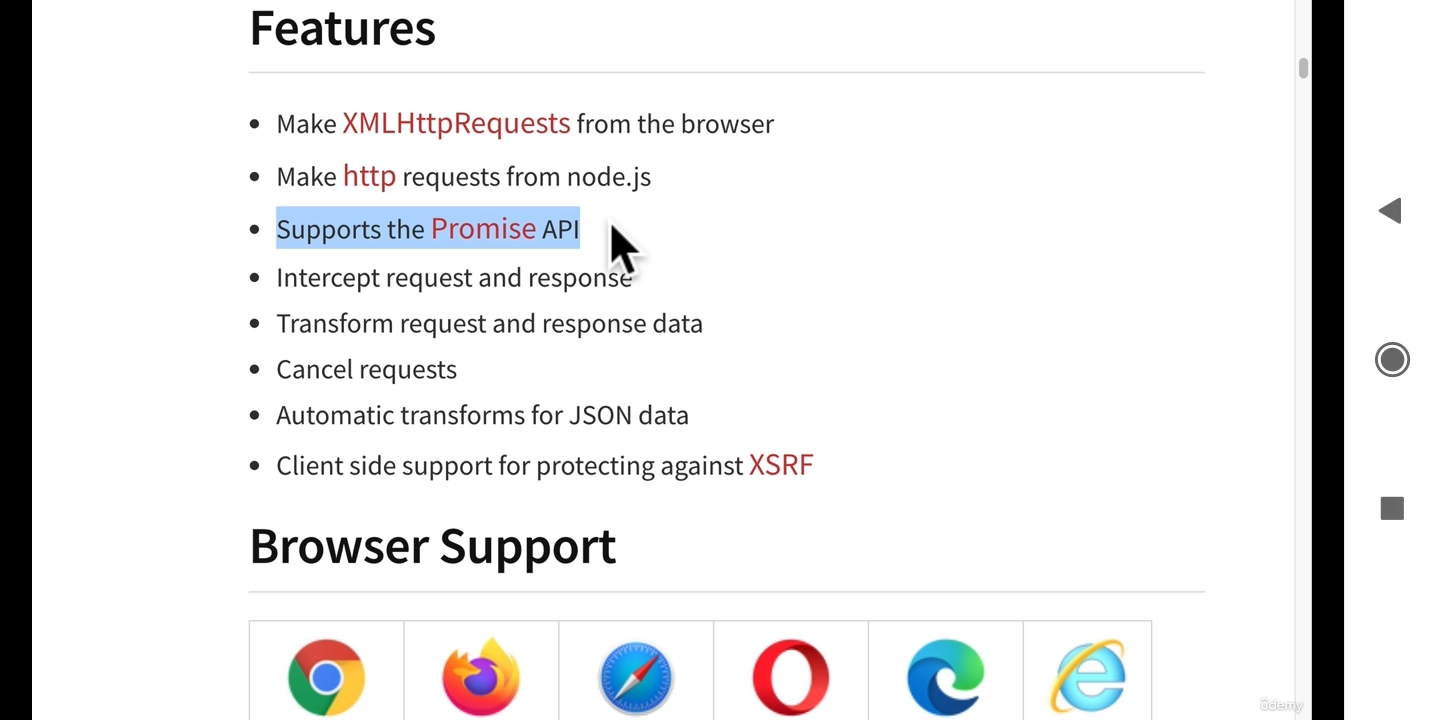 Features
Make XMLHttpRequests from the browser
Make http requests from node.js
Supports the Promise API
Intercept request and response
Transform request and response data
Cancel requests
Automatic transforms for JSON data
Client side support for protecting against XSRF
Browser Support
ûdemy